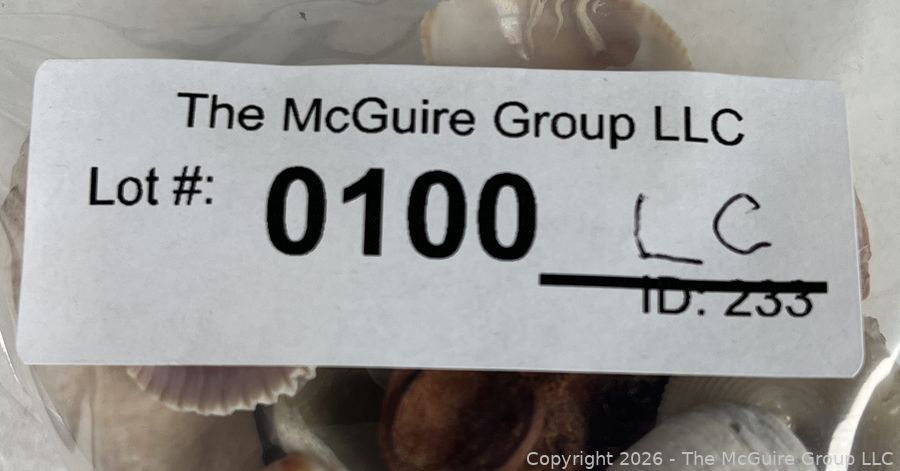 The McGuire Group LLC
Lot #: 0100 LC
ID: 233
Copyright 2026 - The McGuire Group LLC